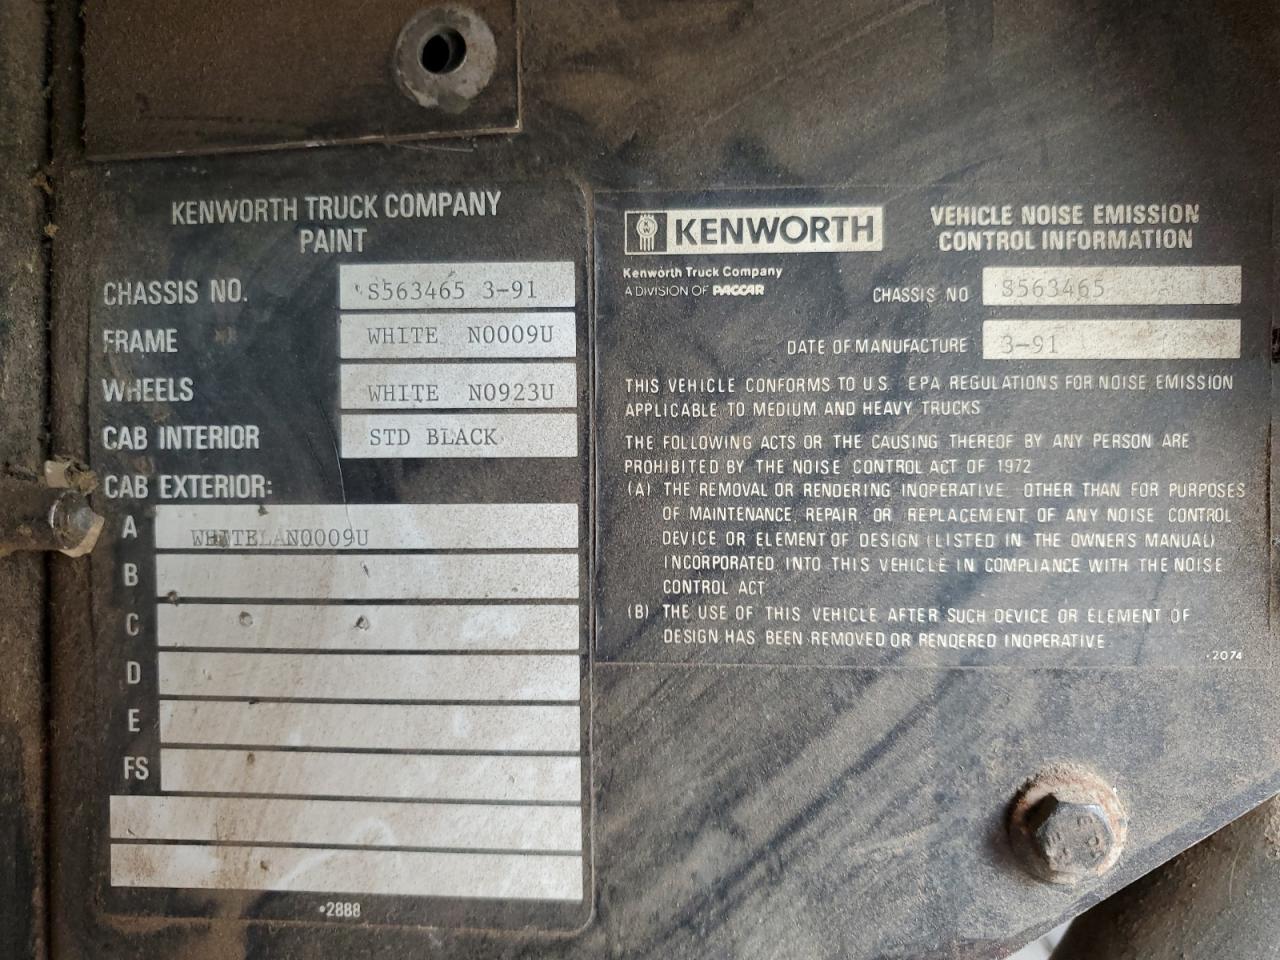 KENWORTH TRUCK COMPANY
PAINT
CHASSIS NO. S563465 3-91
FRAME WHITE N0009U
WHEELS WHITE N0923U
CAB INTERIOR STD BLACK
CAB EXTERIOR:
A WHITE N0009U
B
C
D
E
FS
•2888
KENWORTH
Kenworth Truck Company
A DIVISION OF PACCAR
VEHICLE NOISE EMISSION
CONTROL INFORMATION
CHASSIS NO S563465
DATE OF MANUFACTURE 3-91
THIS VEHICLE CONFORMS TO U.S. EPA REGULATIONS FOR NOISE EMISSION
APPLICABLE TO MEDIUM AND HEAVY TRUCKS
THE FOLLOWING ACTS OR THE CAUSING THEREOF BY ANY PERSON ARE
PROHIBITED BY THE NOISE CONTROL ACT OF 1972
(A) THE REMOVAL OR RENDERING INOPERATIVE, OTHER THAN FOR PURPOSES
OF MAINTENANCE, REPAIR, OR REPLACEMENT, OF ANY NOISE CONTROL
DEVICE OR ELEMENT OF DESIGN (LISTED IN THE OWNER'S MANUAL)
INCORPORATED INTO THIS VEHICLE IN COMPLIANCE WITH THE NOISE
CONTROL ACT
(B) THE USE OF THIS VEHICLE AFTER SUCH DEVICE OR ELEMENT OF
DESIGN HAS BEEN REMOVED OR RENDERED INOPERATIVE
•2074